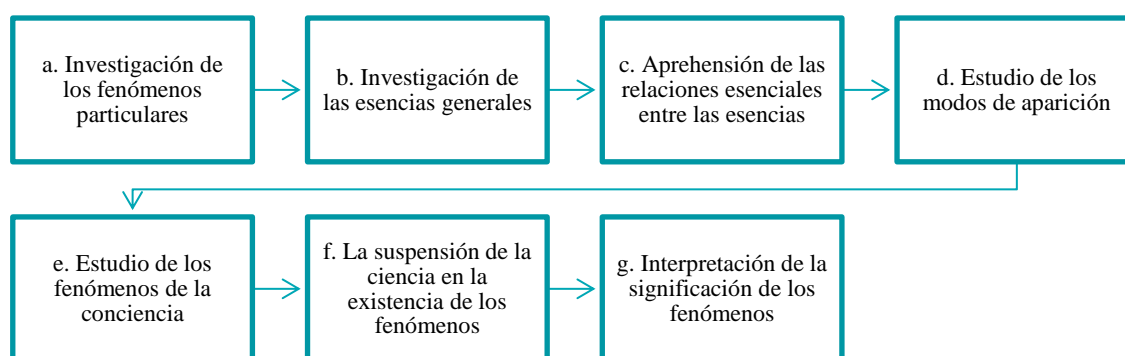 a. Investigación de
los fenómenos
particulares
b. Investigación de
las esencias generales
c. Aprehensión de las
relaciones esenciales
entre las esencias
d. Estudio de los
modos de aparición
e. Estudio de los
fenómenos de la
conciencia
f. La suspensión de la
ciencia en la
existencia de los
fenómenos
g. Interpretación de la
significación de los
fenómenos